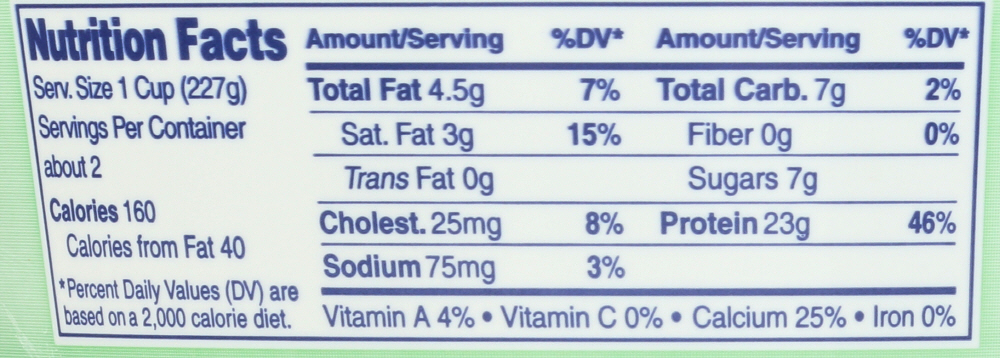 Nutrition Facts
Serv. Size 1 Cup (227g)
Servings Per Container
about 2
Calories 160
Calories from Fat 40
*Percent Daily Values (DV) are
based on a 2,000 calorie diet.
Amount/Serving %DV* Amount/Serving %DV*
Total Fat 4.5g 7% Total Carb. 7g 2%
Sat. Fat 3g 15% Fiber 0g 0%
Trans Fat 0g Sugars 7g
Cholest. 25mg 8% Protein 23g 46%
Sodium 75mg 3%
Vitamin A 4% • Vitamin C 0% • Calcium 25% • Iron 0%